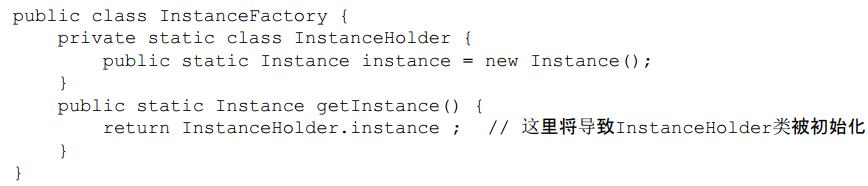 public class InstanceFactory {
    private static class InstanceHolder {
        public static Instance instance = new Instance();
    }
    public static Instance getInstance() {
        return InstanceHolder.instance ;  // 这里将导致InstanceHolder类被初始化
    }
}